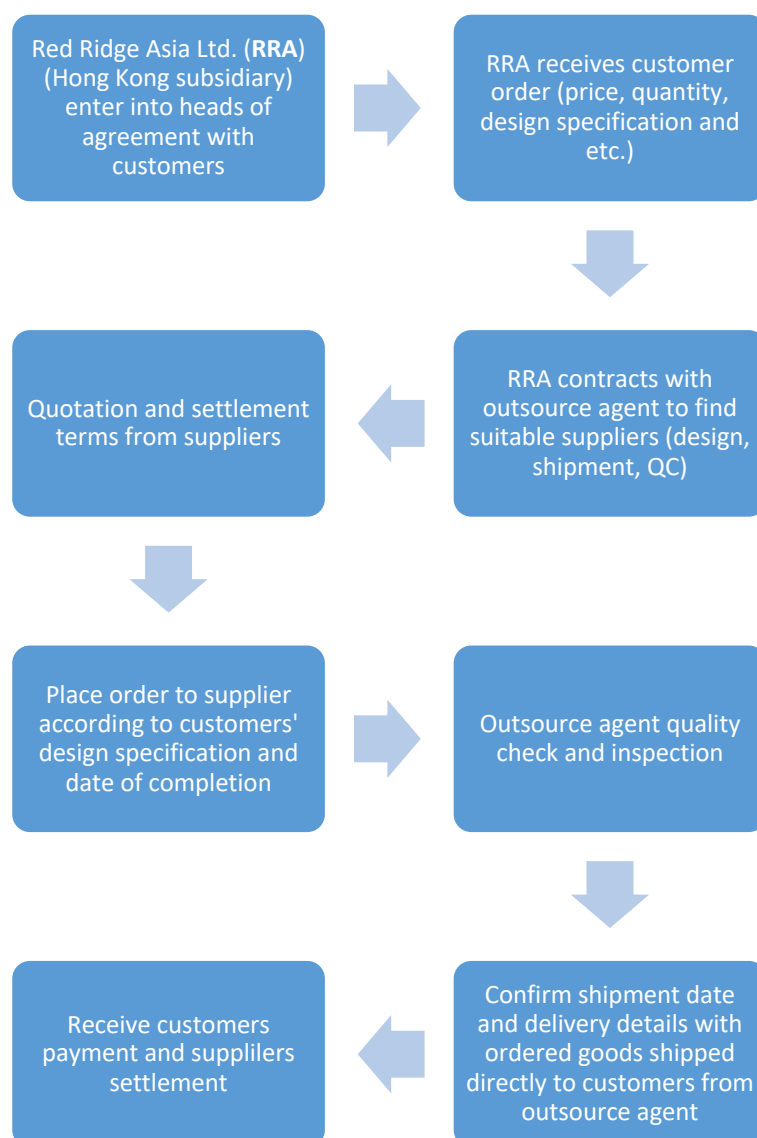 Red Ridge Asia Ltd. (RRA)
(Hong Kong subsidiary)
enter into heads of
agreement with
customers
RRA receives customer
order (price, quantity,
design specification and
etc.)
RRA contracts with
outsource agent to find
suitable suppliers (design,
shipment, QC)
Quotation and settlement
terms from suppliers
Place order to supplier
according to customers'
design specification and
date of completion
Outsource agent quality
check and inspection
Confirm shipment date
and delivery details with
ordered goods shipped
directly to customers from
outsource agent
Receive customers
payment and supplilers
settlement